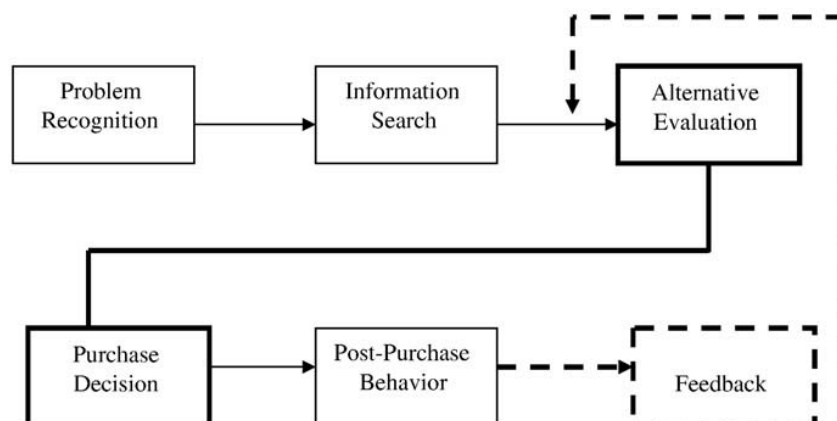 Problem
Recognition
Information
Search
Alternative
Evaluation
Purchase
Decision
Post-Purchase
Behavior
Feedback